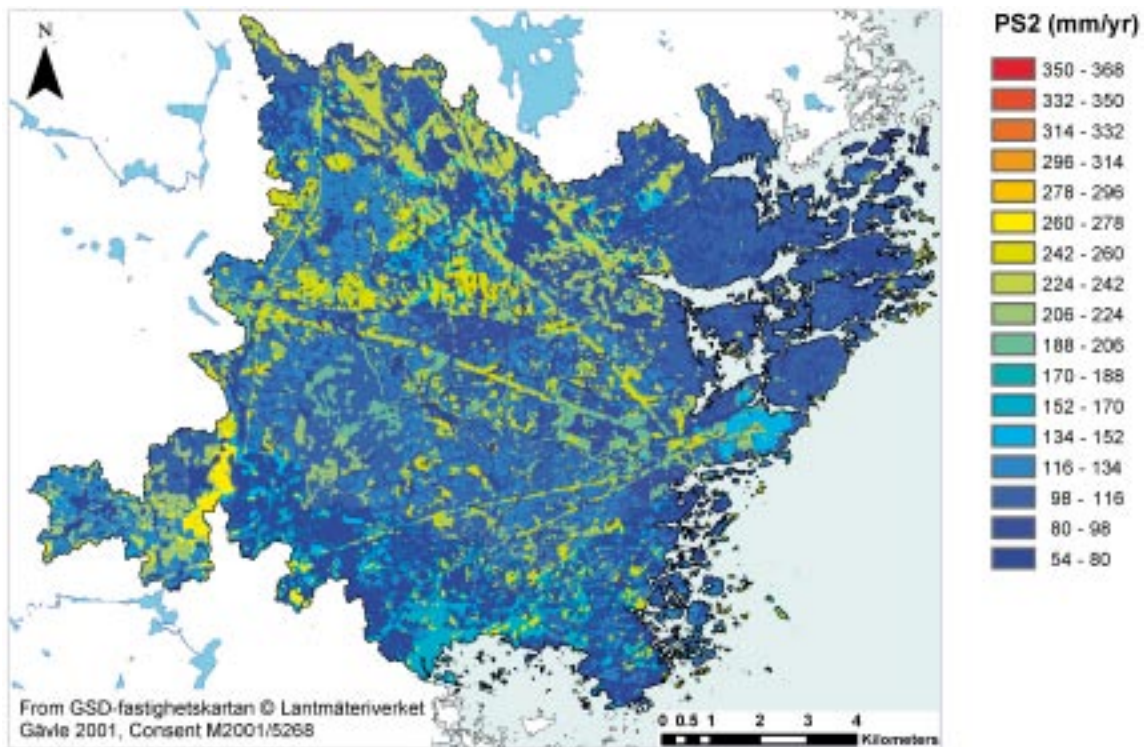 N
PS2 (mm/yr)
350 - 368
332 - 350
314 - 332
296 - 314
278 - 296
260 - 278
242 - 260
224 - 242
206 - 224
188 - 206
170 - 188
152 - 170
134 - 152
116 - 134
98 - 116
80 - 98
54 - 80
From GSD-fastighetskartan © Lantmäteriverket
Gävle 2001, Consent M2001/5268
0 0.5 1 2 3 4
Kilometers